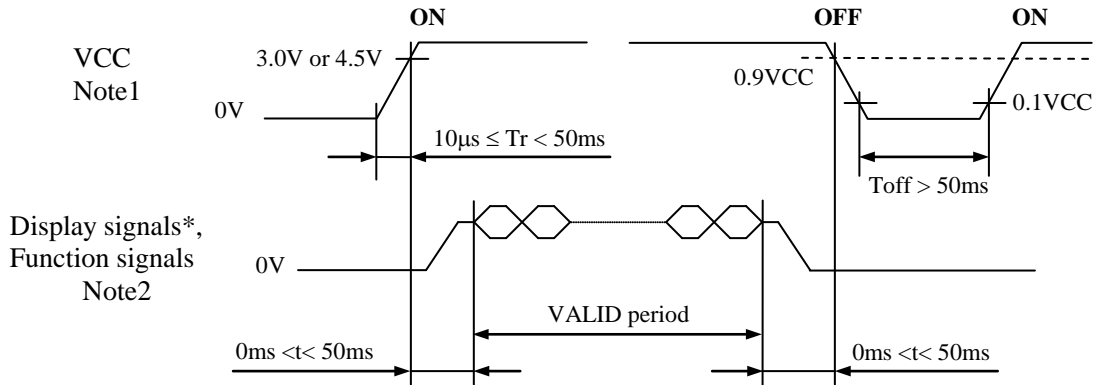 ON OFF ON
VCC
Note1
3.0V or 4.5V
0.9VCC
0V
0.1VCC
10μs ≤ Tr < 50ms
Toff > 50ms
Display signals*,
Function signals
Note2
0V
VALID period
0ms <t< 50ms
0ms <t< 50ms